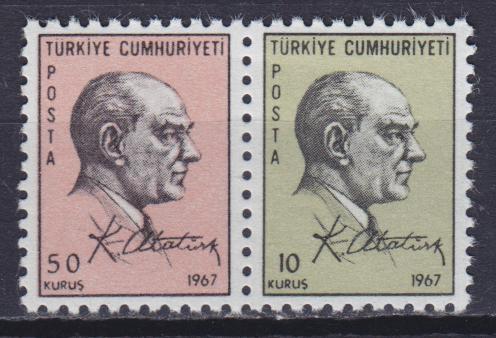 TÜRKİYE CUMHURİYETİ
POSTA
K. Atatürk
50
KURUŞ
1967
TÜRKİYE CUMHURİYETİ
POSTA
K. Atatürk
10
KURUŞ
1967